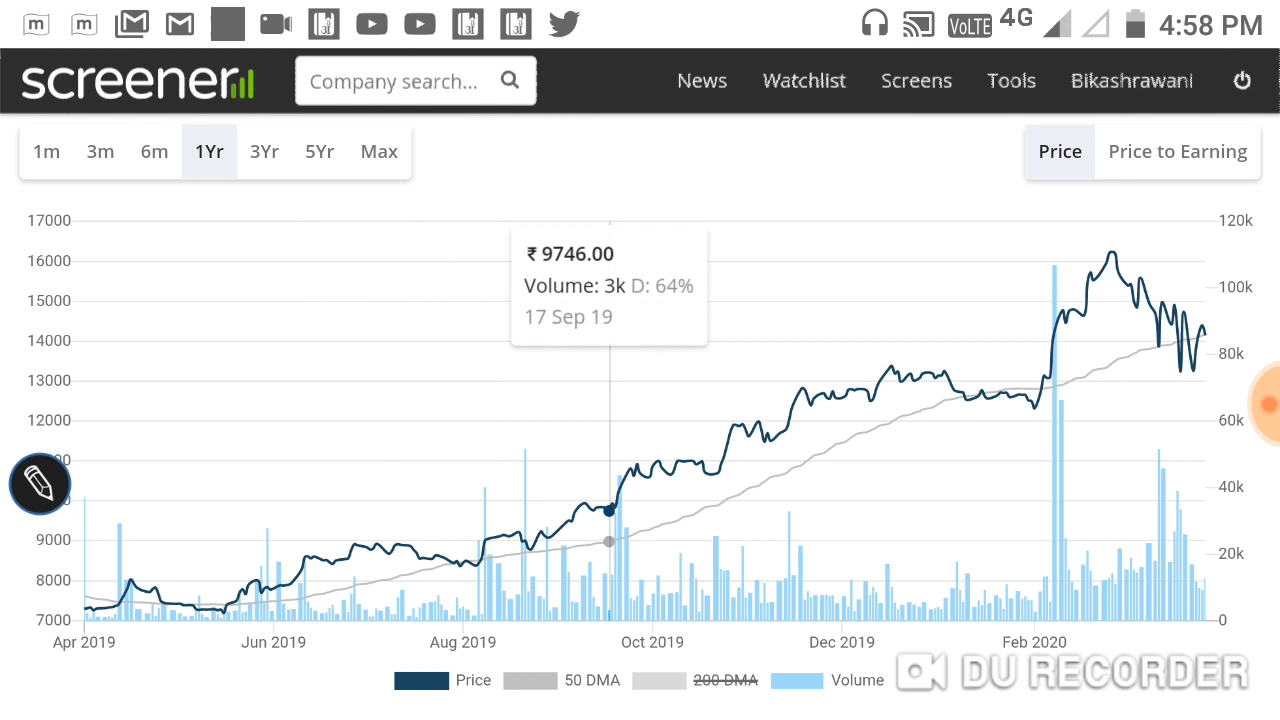 m m M M 31 31 31 VoLTE 4G 4:58 PM
screener Company search... News Watchlist Screens Tools Bikashrawani
1m 3m 6m 1Yr 3Yr 5Yr Max Price Price to Earning
17000 120k
₹ 9746.00
16000
Volume: 3k D: 64% 100k
15000
17 Sep 19
14000 80k
13000
12000 60k
40k
9000
20k
8000
7000 0
Apr 2019 Jun 2019 Aug 2019 Oct 2019 Dec 2019 Feb 2020
Price 50 DMA 200 DMA Volume DU RECORDER